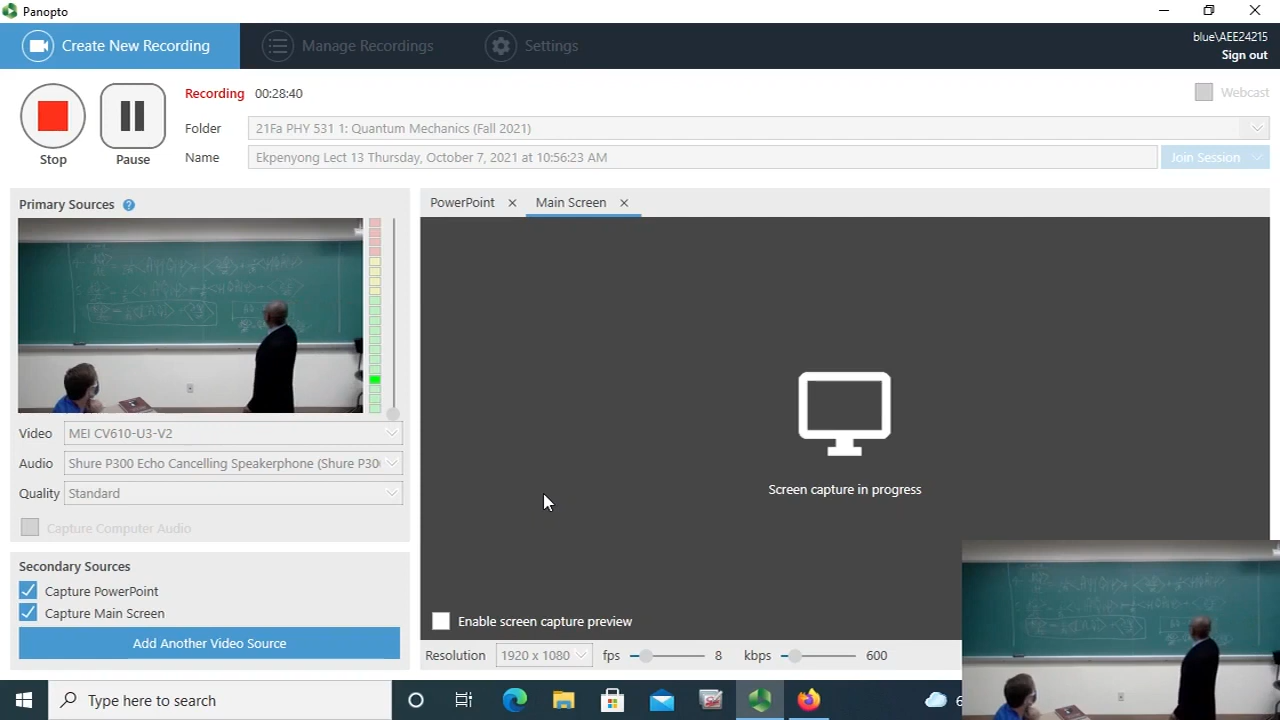 Panopto
Create New Recording
Manage Recordings
Settings
blue\AEE24215
Sign out
Recording 00:28:40
Webcast
Stop
Pause
Folder 21Fa PHY 531 1: Quantum Mechanics (Fall 2021)
Name Ekpenyong Lect 13 Thursday, October 7, 2021 at 10:56:23 AM
Join Session
Primary Sources ?
PowerPoint
Main Screen
Video MEI CV610-U3-V2
Audio Shure P300 Echo Cancelling Speakerphone (Shure P30
Quality Standard
Capture Computer Audio
Screen capture in progress
Secondary Sources
Capture PowerPoint
Capture Main Screen
Add Another Video Source
Enable screen capture preview
Resolution 1920 x 1080 fps 8 kbps 600
Type here to search